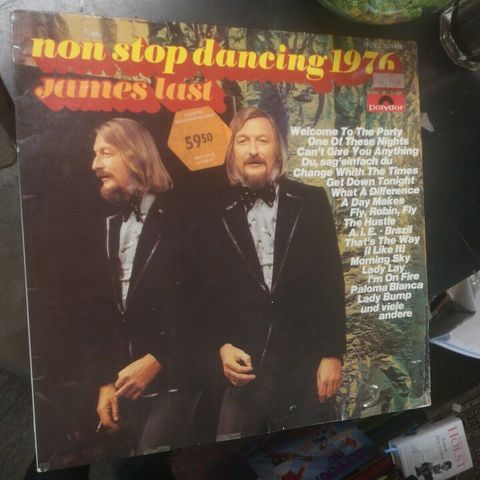 non stop dancing 1976
james last
Polydor
59.50
Welcome To The Party
One Of These Nights
Can't Give You Anything
Du, sag'einfach du
Change Whith The Times
Get Down Tonight
What A Difference
A Day Makes
Fly, Robin, Fly
The Hustle
A. I. E. · Brazil
That's The Way
(I Like It)
Morning Sky
Lady Lay
I'm On Fire
Paloma Blanca
Lady Bump
und viele
andere
HOLST